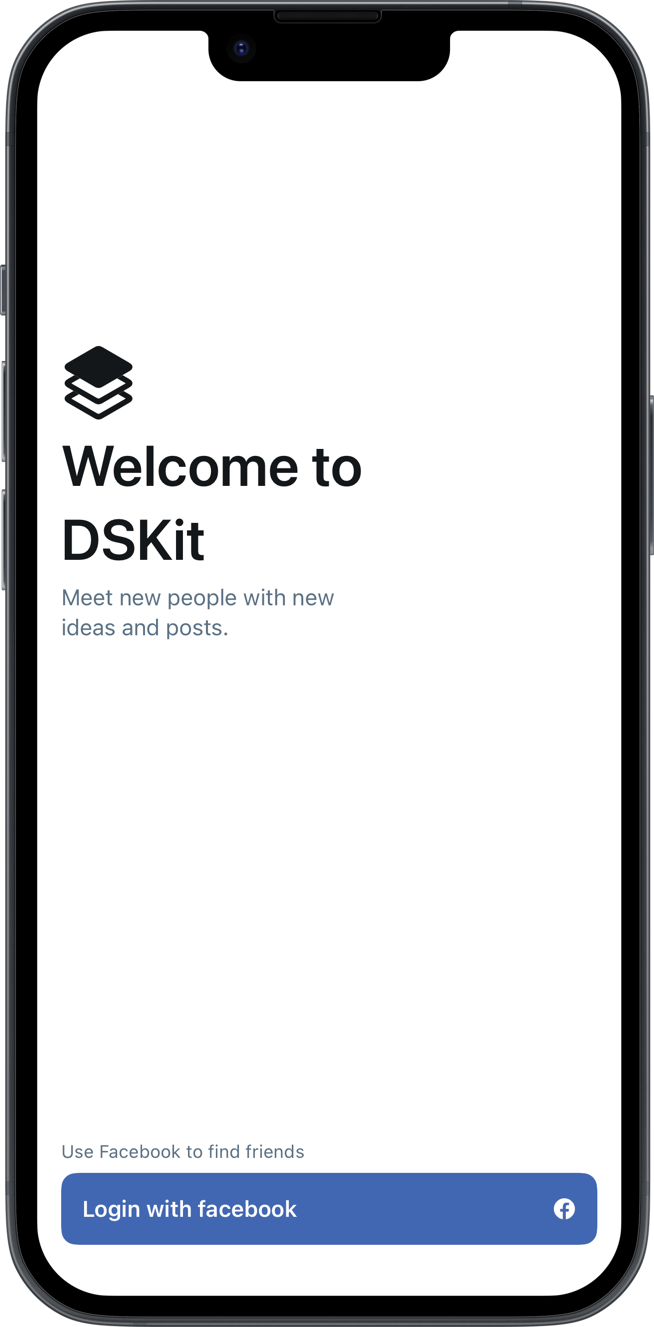 Welcome to
DSKit
Meet new people with new
ideas and posts.
Use Facebook to find friends
Login with facebook